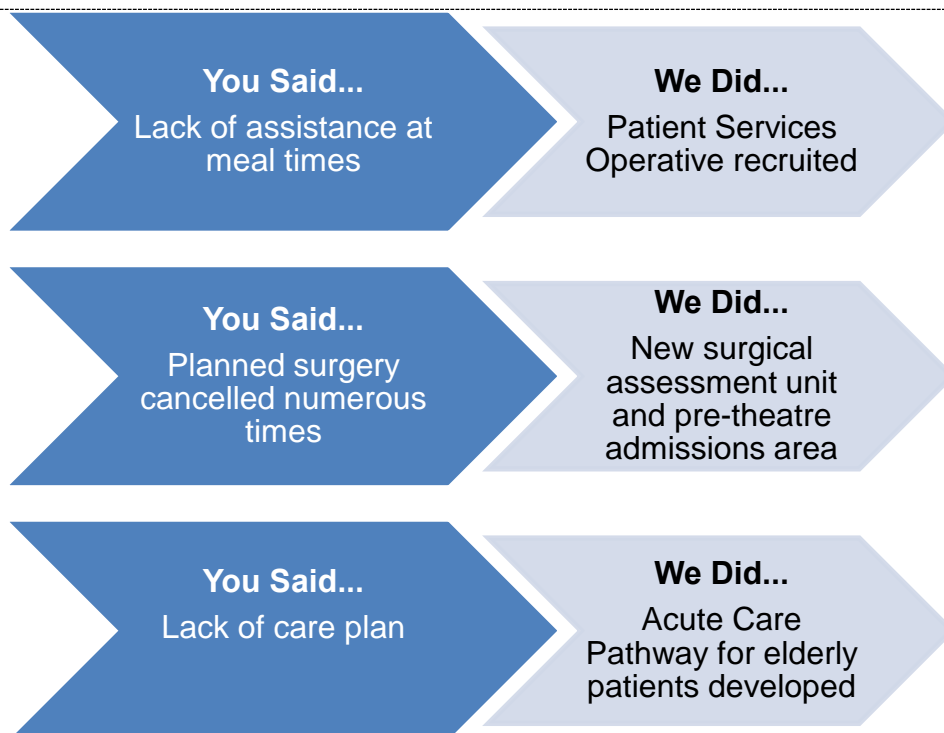 You Said...
Lack of assistance at
meal times
We Did...
Patient Services
Operative recruited
You Said...
Planned surgery
cancelled numerous
times
We Did...
New surgical
assessment unit
and pre-theatre
admissions area
You Said...
Lack of care plan
We Did...
Acute Care
Pathway for elderly
patients developed